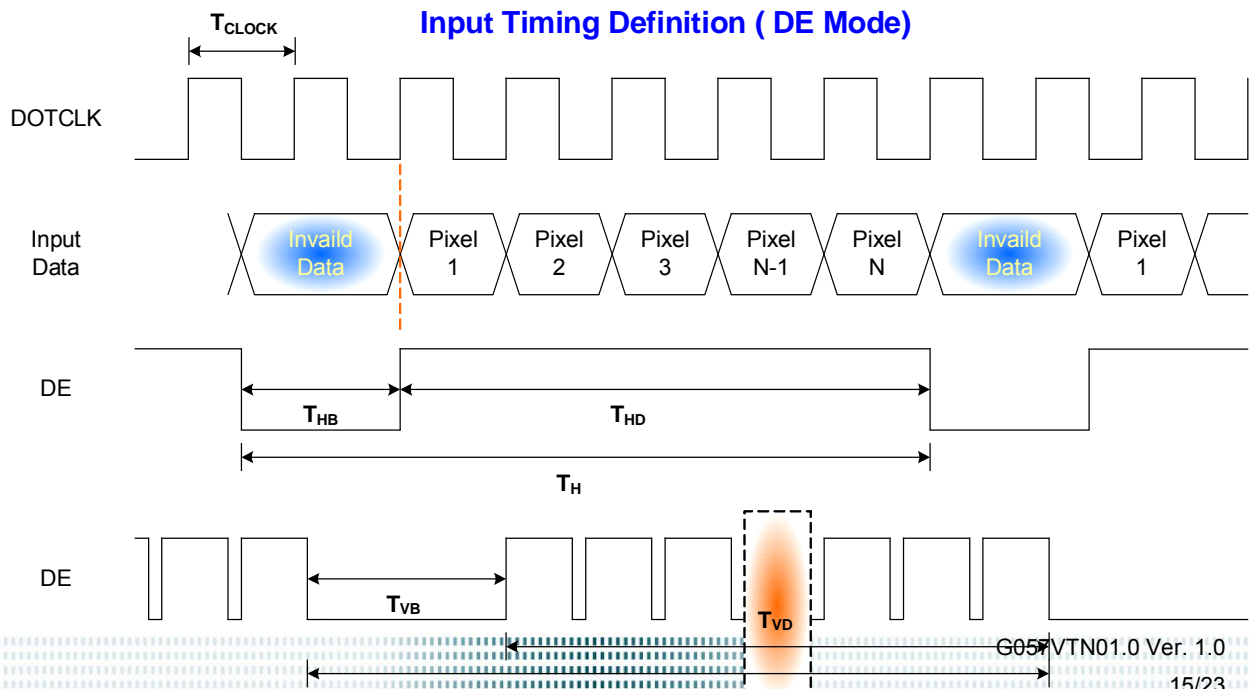 Input Timing Definition ( DE Mode)
TCLOCK
DOTCLK
Input
Data
Invaild
Data
Pixel
1
Pixel
2
Pixel
3
Pixel
N-1
Pixel
N
Invaild
Data
Pixel
1
DE
THB
THD
TH
DE
TVB
TVD
G057VTN01.0 Ver. 1.0
15/23